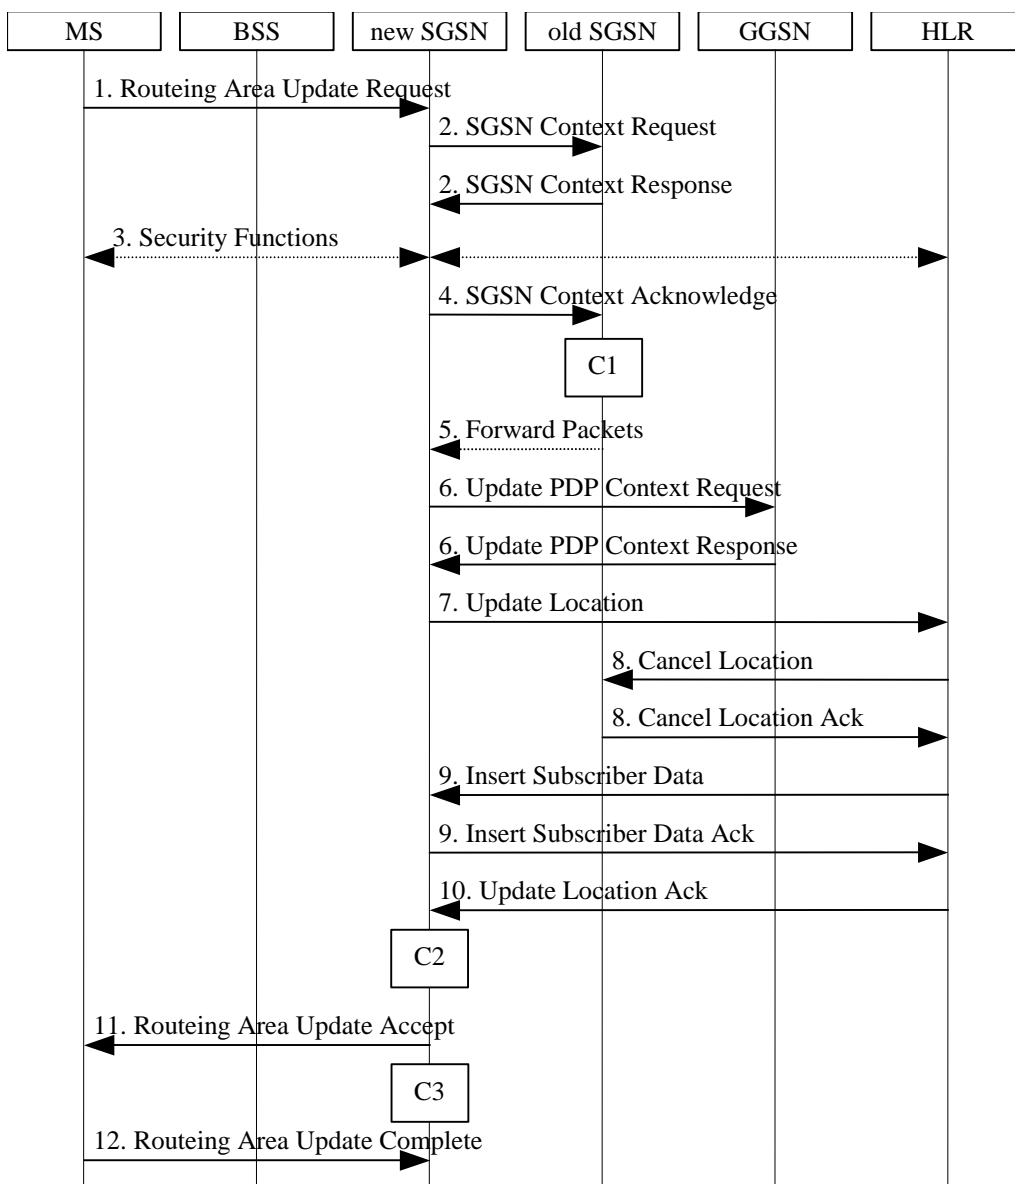 MS BSS new SGSN old SGSN GGSN HLR
1. Routeing Area Update Request
2. SGSN Context Request
2. SGSN Context Response
3. Security Functions
4. SGSN Context Acknowledge
C1
5. Forward Packets
6. Update PDP Context Request
6. Update PDP Context Response
7. Update Location
8. Cancel Location
8. Cancel Location Ack
9. Insert Subscriber Data
9. Insert Subscriber Data Ack
10. Update Location Ack
C2
11. Routeing Area Update Accept
C3
12. Routeing Area Update Complete